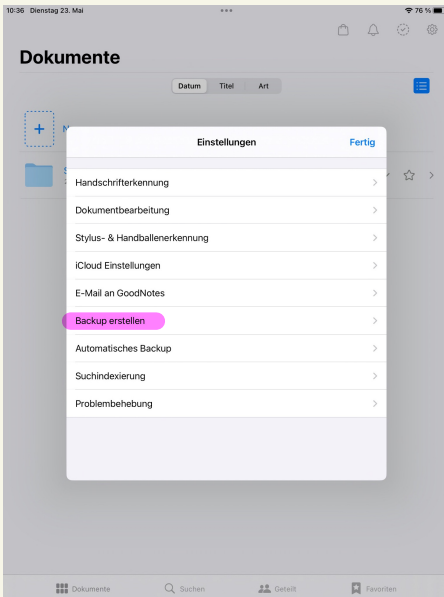 10:36 Dienstag 23. Mai
76 %
Dokumente
Datum Titel Art
Einstellungen
Fertig
Handschrifterkennung
Dokumentbearbeitung
Stylus- & Handballenerkennung
iCloud Einstellungen
E-Mail an GoodNotes
Backup erstellen
Automatisches Backup
Suchindexierung
Problembehebung
Dokumente Suchen Geteilt Favoriten